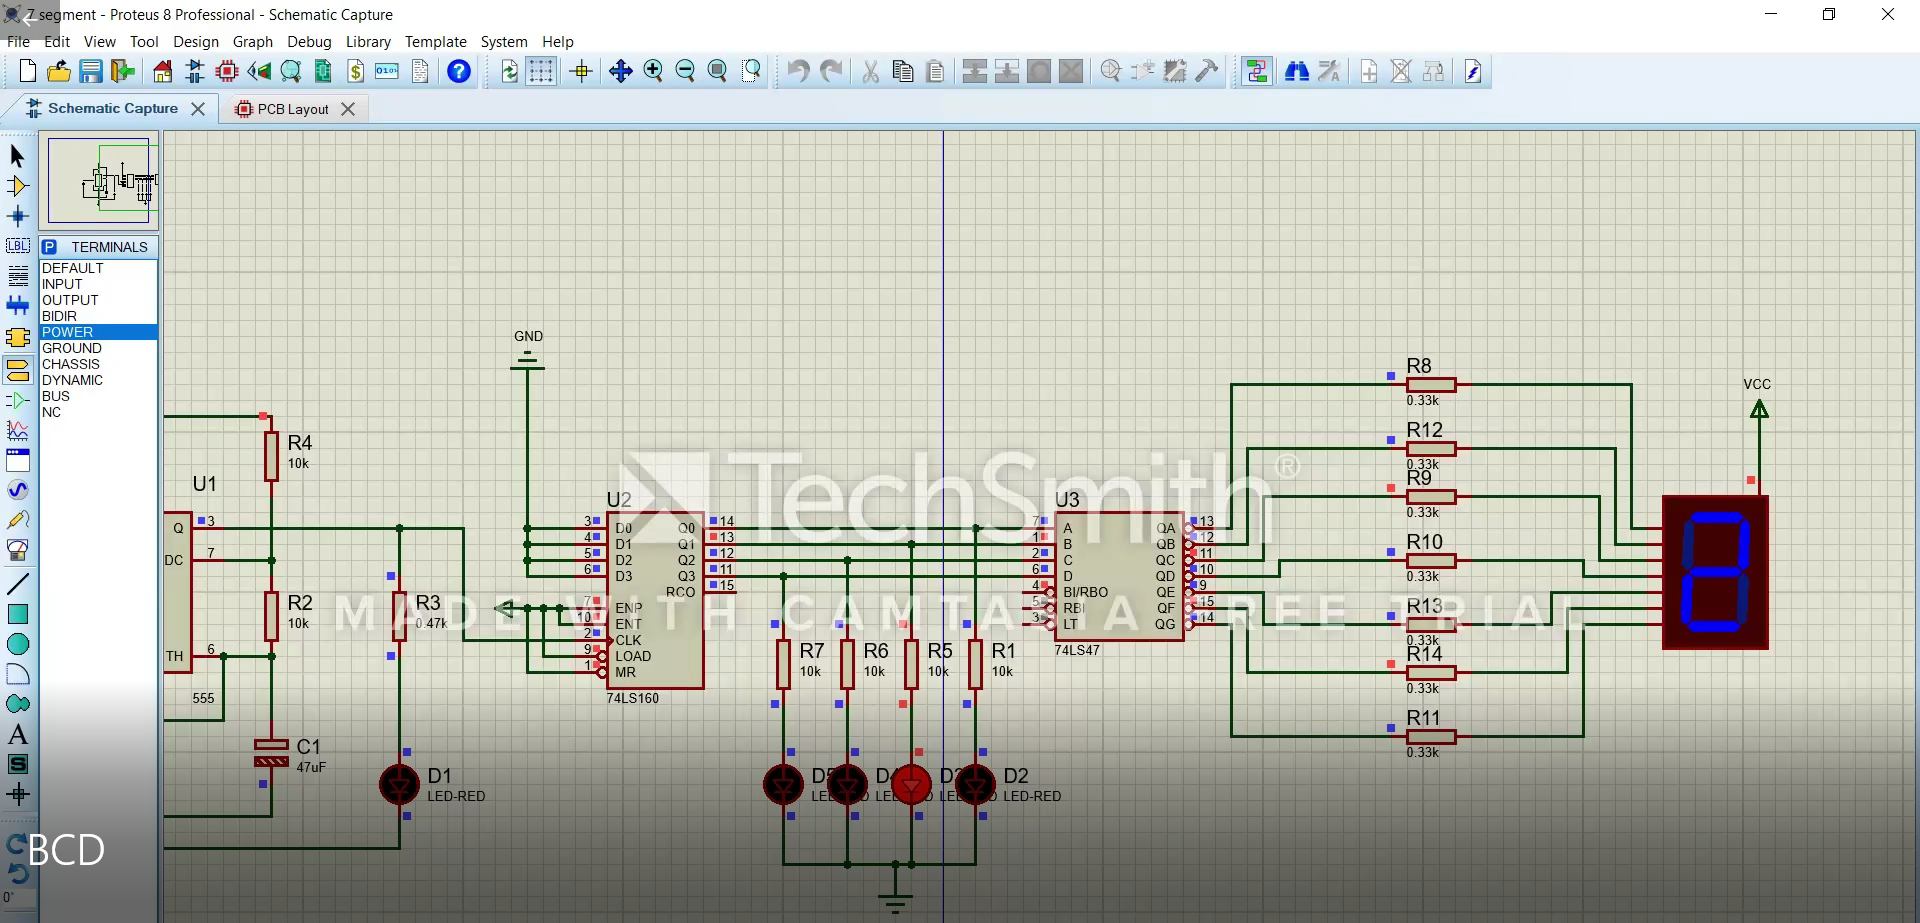 7 segment - Proteus 8 Professional - Schematic Capture
File Edit View Tool Design Graph Debug Library Template System Help
Schematic Capture
PCB Layout
P TERMINALS
DEFAULT
INPUT
OUTPUT
BIDIR
POWER
GROUND
CHASSIS
DYNAMIC
BUS
NC
LBL
A
S
0°
BCD
GND
VCC
R4
10k
U1
Q 3
DC 7
TH 6
555
R2
10k
C1
47uF
R3
0.47k
D1
LED-RED
U2
3 D0 Q0 14
4 D1 Q1 13
5 D2 Q2 12
6 D3 Q3 11
RCO 15
7 ENP
10 ENT
2 CLK
9 LOAD
1 MR
74LS160
R7
10k
R6
10k
R5
10k
R1
10k
D2
LED-RED
U3
7 A QA 13
1 B QB 12
2 C QC 11
6 D QD 10
4 BI/RBO QE 9
5 RBI QF 15
3 LT QG 14
74LS47
R8
0.33k
R12
0.33k
R9
0.33k
R10
0.33k
R13
0.33k
R14
0.33k
R11
0.33k
2
TechSmith®
MADE WITH CAMTASIA FREE TRIAL